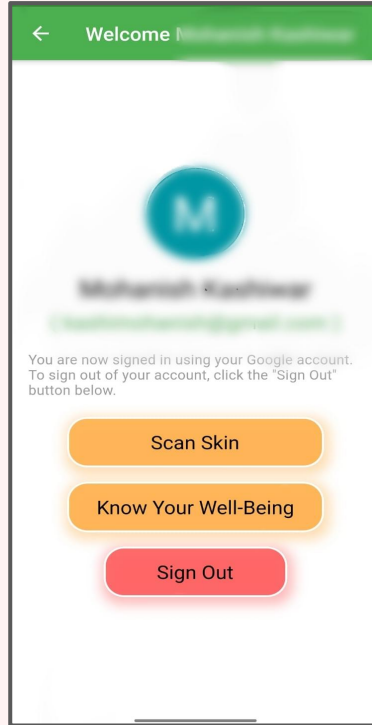 Welcome
You are now signed in using your Google account.
To sign out of your account, click the "Sign Out"
button below.
Scan Skin
Know Your Well-Being
Sign Out